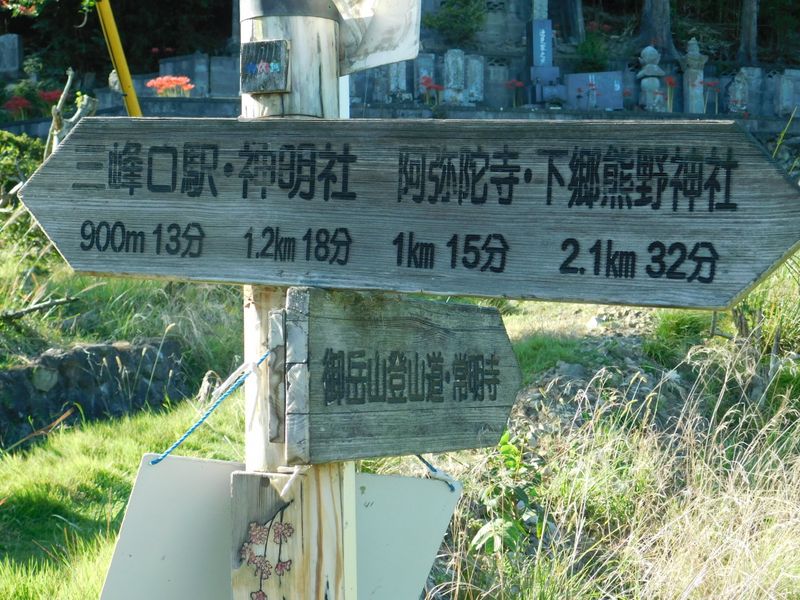 三峰口駅・神明社 阿弥陀寺・下郷熊野神社
900m 13分 1.2km 18分 1km 15分 2.1km 32分
御岳山登山道・常明寺